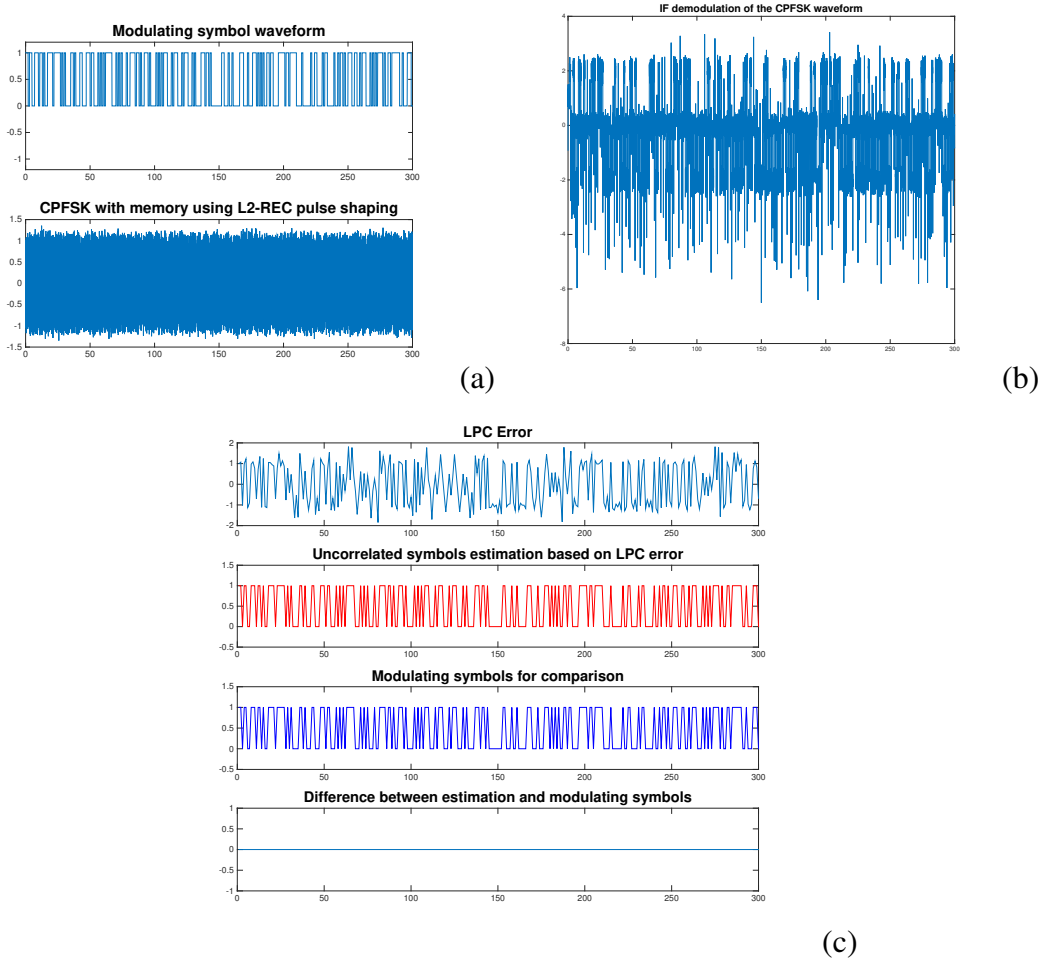 Modulating symbol waveform
1
0.5
0
-0.5
-1
0 50 100 150 200 250 300
CPFSK with memory using L2-REC pulse shaping
1.5
1
0.5
0
-0.5
-1
-1.5
0 50 100 150 200 250 300
(a)
IF demodulation of the CPFSK waveform
4
2
0
-2
-4
-6
-8
0 50 100 150 200 250 300
(b)
LPC Error
2
1
0
-1
-2
0 50 100 150 200 250 300
Uncorrelated symbols estimation based on LPC error
1.5
1
0.5
0
-0.5
0 50 100 150 200 250 300
Modulating symbols for comparison
1.5
1
0.5
0
-0.5
0 50 100 150 200 250 300
Difference between estimation and modulating symbols
1
0.5
0
-0.5
-1
0 50 100 150 200 250 300
(c)